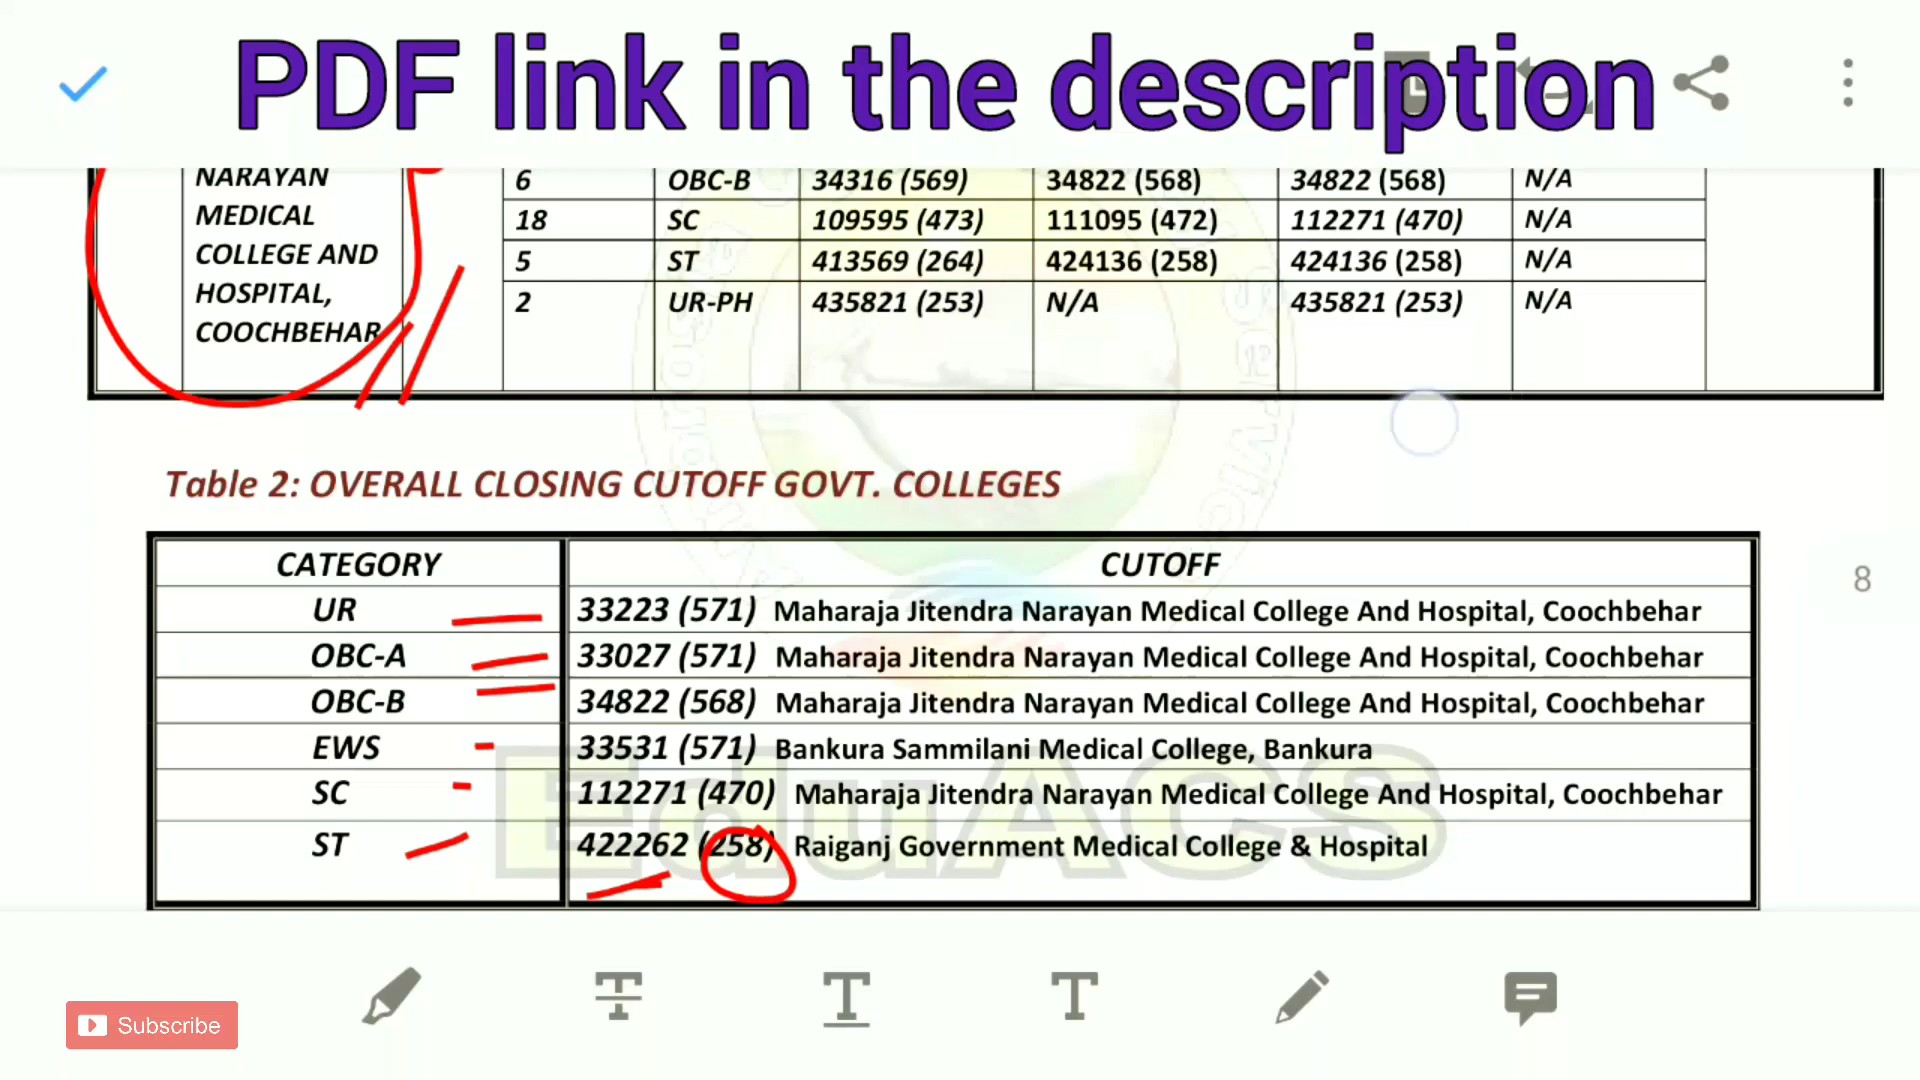 PDF link in the description
NARAYAN
MEDICAL
COLLEGE AND
HOSPITAL,
COOCHBEHAR
6 OBC-B 34316 (569) 34822 (568) 34822 (568) N/A
18 SC 109595 (473) 111095 (472) 112271 (470) N/A
5 ST 413569 (264) 424136 (258) 424136 (258) N/A
2 UR-PH 435821 (253) N/A 435821 (253) N/A
Table 2: OVERALL CLOSING CUTOFF GOVT. COLLEGES
CATEGORY CUTOFF
UR 33223 (571) Maharaja Jitendra Narayan Medical College And Hospital, Coochbehar
OBC-A 33027 (571) Maharaja Jitendra Narayan Medical College And Hospital, Coochbehar
OBC-B 34822 (568) Maharaja Jitendra Narayan Medical College And Hospital, Coochbehar
EWS 33531 (571) Bankura Sammilani Medical College, Bankura
SC 112271 (470) Maharaja Jitendra Narayan Medical College And Hospital, Coochbehar
ST 422262 (258) Raiganj Government Medical College & Hospital
8
EduACS
Subscribe